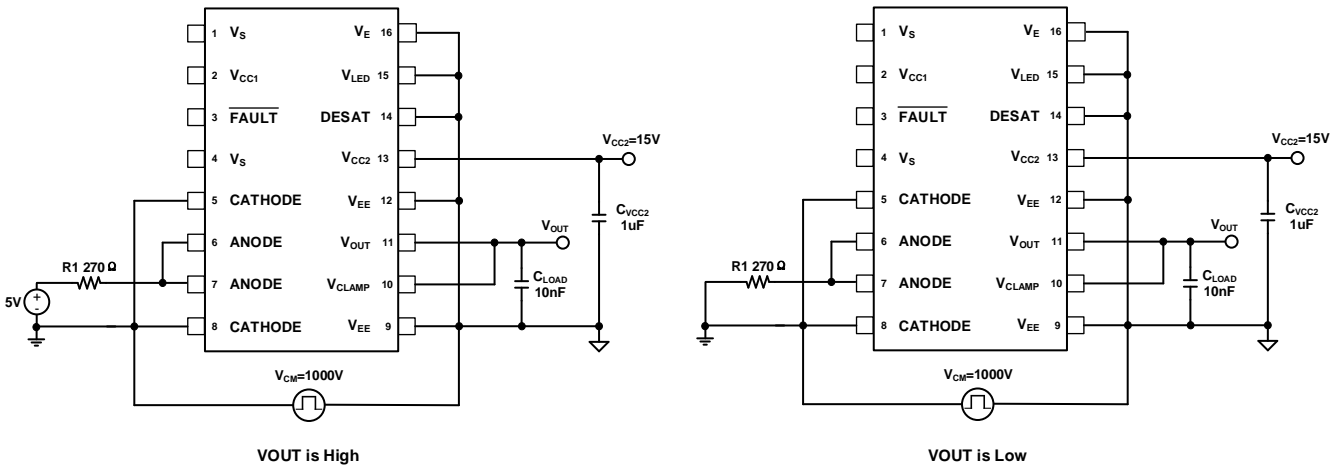 1 VS VE 16
2 VCC1 VLED 15
3 FAULT DESAT 14
4 VS VCC2 13
5 CATHODE VEE 12
6 ANODE VOUT 11
7 ANODE VCLAMP 10
8 CATHODE VEE 9
VCC2=15V
CVCC2
1uF
VOUT
CLOAD
10nF
R1 270Ω
5V
+
-
VCM=1000V
VOUT is High
1 VS VE 16
2 VCC1 VLED 15
3 FAULT DESAT 14
4 VS VCC2 13
5 CATHODE VEE 12
6 ANODE VOUT 11
7 ANODE VCLAMP 10
8 CATHODE VEE 9
VCC2=15V
CVCC2
1uF
VOUT
CLOAD
10nF
R1 270Ω
VCM=1000V
VOUT is Low